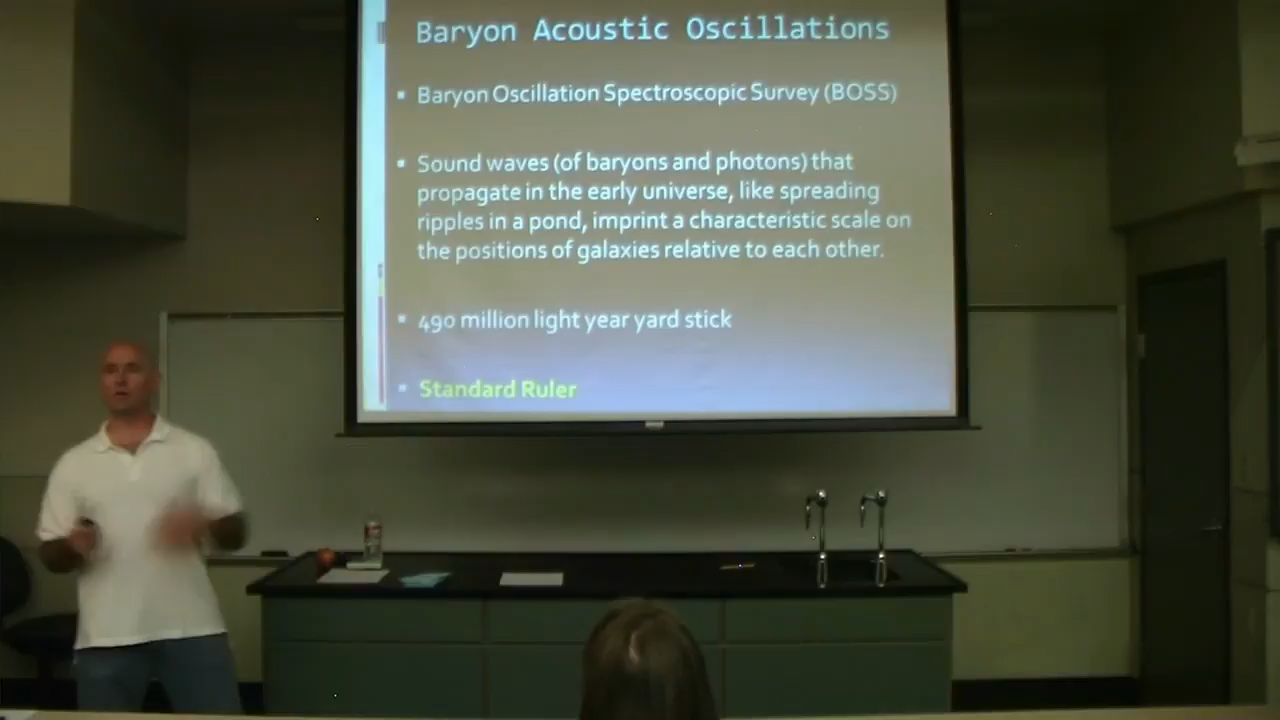 Baryon Acoustic Oscillations
▪ Baryon Oscillation Spectroscopic Survey (BOSS)
▪ Sound waves (of baryons and photons) that
propagate in the early universe, like spreading
ripples in a pond, imprint a characteristic scale on
the positions of galaxies relative to each other.
▪ 490 million light year yard stick
▪ Standard Ruler